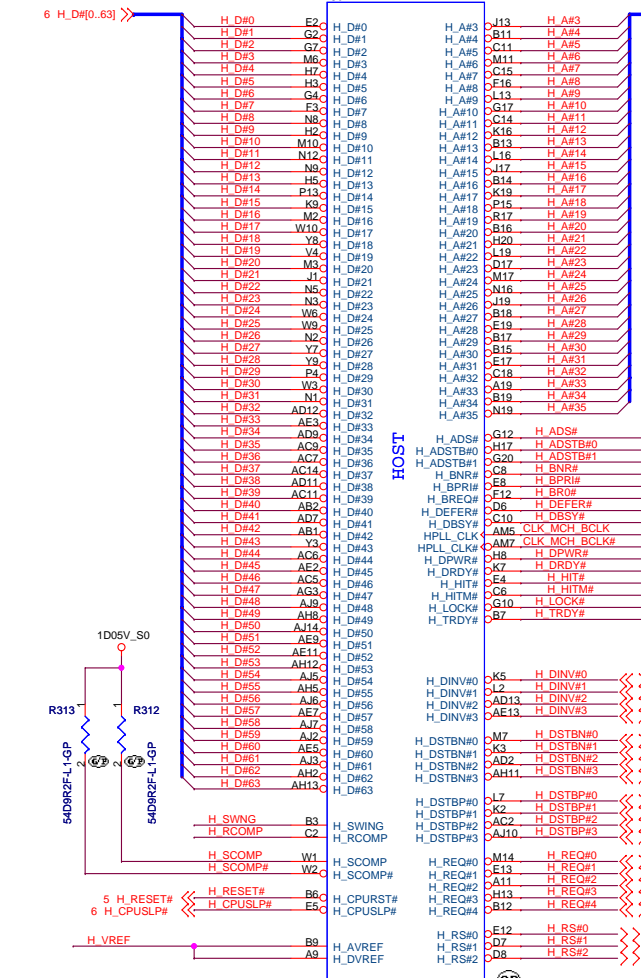 6 H_D#[0..63]
H_D#0 E2 H_D#0 H_A#3 J13 H_A#3
H_D#1 G2 H_D#1 H_A#4 B11 H_A#4
H_D#2 G7 H_D#2 H_A#5 C11 H_A#5
H_D#3 M6 H_D#3 H_A#6 M11 H_A#6
H_D#4 H7 H_D#4 H_A#7 C15 H_A#7
H_D#5 H3 H_D#5 H_A#8 F16 H_A#8
H_D#6 G4 H_D#6 H_A#9 L13 H_A#9
H_D#7 F3 H_D#7 H_A#10 G17 H_A#10
H_D#8 N8 H_D#8 H_A#11 C14 H_A#11
H_D#9 H2 H_D#9 H_A#12 K16 H_A#12
H_D#10 M10 H_D#10 H_A#13 B13 H_A#13
H_D#11 N12 H_D#11 H_A#14 L16 H_A#14
H_D#12 N9 H_D#12 H_A#15 J17 H_A#15
H_D#13 H5 H_D#13 H_A#16 B14 H_A#16
H_D#14 P13 H_D#14 H_A#17 K19 H_A#17
H_D#15 K9 H_D#15 H_A#18 P15 H_A#18
H_D#16 M2 H_D#16 H_A#19 R17 H_A#19
H_D#17 W10 H_D#17 H_A#20 B16 H_A#20
H_D#18 Y8 H_D#18 H_A#21 H20 H_A#21
H_D#19 V4 H_D#19 H_A#22 L19 H_A#22
H_D#20 M3 H_D#20 H_A#23 D17 H_A#23
H_D#21 J1 H_D#21 H_A#24 M17 H_A#24
H_D#22 N5 H_D#22 H_A#25 N16 H_A#25
H_D#23 N3 H_D#23 H_A#26 J19 H_A#26
H_D#24 W6 H_D#24 H_A#27 B18 H_A#27
H_D#25 W9 H_D#25 H_A#28 E19 H_A#28
H_D#26 N2 H_D#26 H_A#29 B17 H_A#29
H_D#27 Y7 H_D#27 H_A#30 B15 H_A#30
H_D#28 Y9 H_D#28 H_A#31 E17 H_A#31
H_D#29 P4 H_D#29 H_A#32 C18 H_A#32
H_D#30 W3 H_D#30 H_A#33 A19 H_A#33
H_D#31 N1 H_D#31 H_A#34 B19 H_A#34
H_D#32 AD12 H_D#32 H_A#35 N19 H_A#35
H_D#33 AE3 H_D#33
H_D#34 AD9 H_D#34 H_ADS# G12 H_ADS#
H_D#35 AC9 H_D#35 H_ADSTB#0 H17 H_ADSTB#0
H_D#36 AC7 H_D#36 H_ADSTB#1 G20 H_ADSTB#1
H_D#37 AC14 H_D#37 H_BNR# C8 H_BNR#
H_D#38 AD11 H_D#38 H_BPRI# E8 H_BPRI#
H_D#39 AC11 H_D#39 H_BREQ# F12 H_BR0#
H_D#40 AB2 H_D#40 H_DEFER# D6 H_DEFER#
H_D#41 AD7 H_D#41 H_DBSY# C10 H_DBSY#
H_D#42 AB1 H_D#42 HPLL_CLK AM5 CLK_MCH_BCLK
H_D#43 Y3 H_D#43 HPLL_CLK# AM7 CLK_MCH_BCLK#
H_D#44 AC6 H_D#44 H_DPWR# H8 H_DPWR#
H_D#45 AE2 H_D#45 H_DRDY# K7 H_DRDY#
H_D#46 AC5 H_D#46 H_HIT# E4 H_HIT#
H_D#47 AG3 H_D#47 H_HITM# C6 H_HITM#
H_D#48 AJ9 H_D#48 H_LOCK# G10 H_LOCK#
H_D#49 AH8 H_D#49 H_TRDY# B7 H_TRDY#
HOST
H_D#50 AJ14 H_D#50
H_D#51 AE9 H_D#51
H_D#52 AE11 H_D#52
H_D#53 AH12 H_D#53
H_D#54 AJ5 H_D#54 H_DINV#0 K5 H_DINV#0
H_D#55 AH5 H_D#55 H_DINV#1 L2 H_DINV#1
H_D#56 AJ6 H_D#56 H_DINV#2 AD13 H_DINV#2
H_D#57 AE7 H_D#57 H_DINV#3 AE13 H_DINV#3
H_D#58 AJ7 H_D#58
H_D#59 AJ2 H_D#59 H_DSTBN#0 M7 H_DSTBN#0
H_D#60 AE5 H_D#60 H_DSTBN#1 K3 H_DSTBN#1
H_D#61 AJ3 H_D#61 H_DSTBN#2 AD2 H_DSTBN#2
H_D#62 AH2 H_D#62 H_DSTBN#3 AH11 H_DSTBN#3
H_D#63 AH13 H_D#63
H_DSTBP#0 L7 H_DSTBP#0
H_DSTBP#1 K2 H_DSTBP#1
H_SWNG B3 H_SWING H_DSTBP#2 AC2 H_DSTBP#2
H_RCOMP C2 H_RCOMP H_DSTBP#3 AJ10 H_DSTBP#3
1D05V_S0
R313 1 2 54D9R2F-L1-GP
R312 1 2 54D9R2F-L1-GP
H_SCOMP W1 H_SCOMP H_REQ#0 M14 H_REQ#0
H_SCOMP# W2 H_SCOMP# H_REQ#1 E13 H_REQ#1
H_REQ#2 A11 H_REQ#2
5 H_RESET# H_RESET# B6 H_CPURST# H_REQ#3 H13 H_REQ#3
6 H_CPUSLP# H_CPUSLP# E5 H_CPUSLP# H_REQ#4 B12 H_REQ#4
H_RS#0 E12 H_RS#0
H_VREF B9 H_AVREF H_RS#1 D7 H_RS#1
A9 H_DVREF H_RS#2 D8 H_RS#2